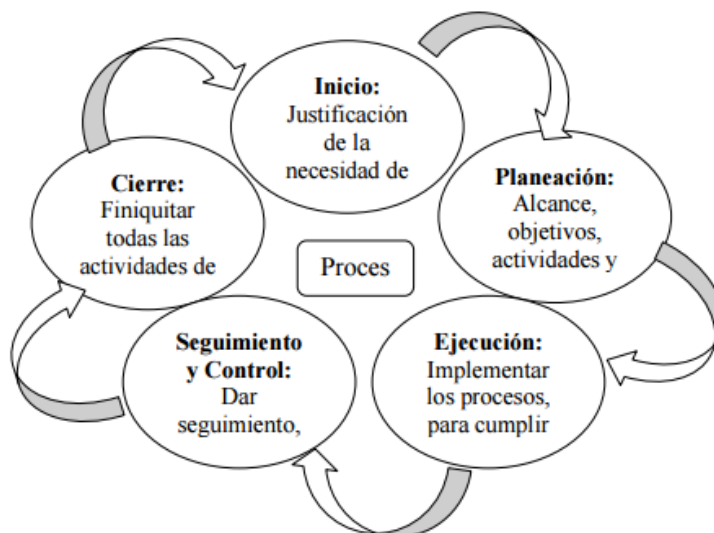 Inicio:
Justificación
de la
necesidad de
Planeación:
Alcance,
objetivos,
actividades y
Ejecución:
Implementar
los procesos,
para cumplir
Seguimiento
y Control:
Dar
seguimiento,
Cierre:
Finiquitar
todas las
actividades de
Proces